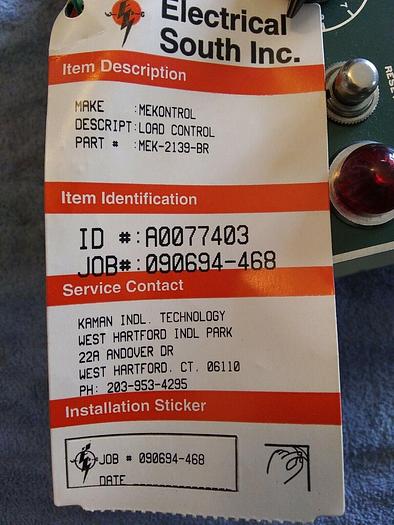 Electrical
South Inc.
Item Description
MAKE :MEKONTROL
DESCRIPT:LOAD CONTROL
PART # :MEK-2139-BR
Item Identification
ID #:A0077403
JOB#:090694-468
Service Contact
KAMAN INDL. TECHNOLOGY
WEST HARTFORD INDL PARK
22A ANDOVER DR
WEST HARTFORD. CT. 06110
PH: 203-953-4295
Installation Sticker
JOB # 090694-468
DATE
RESE